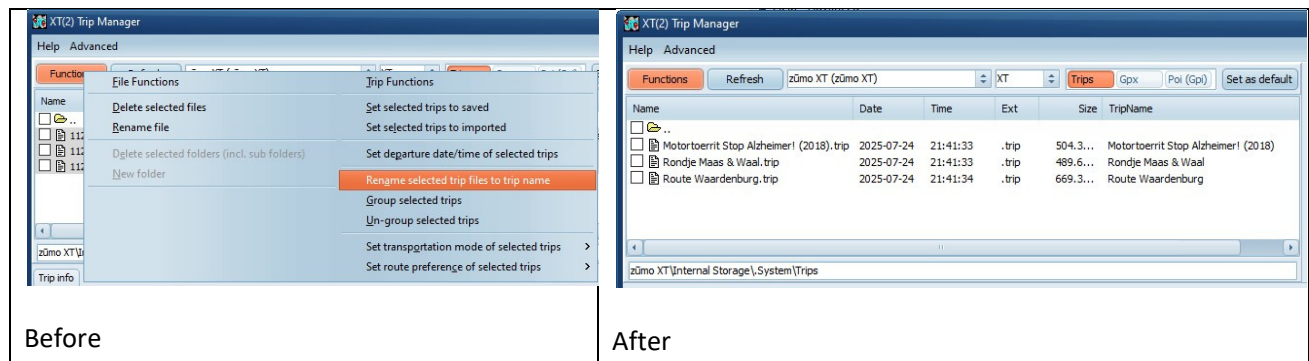 XT(2) Trip Manager
Help Advanced
Functio
File Functions
Trip Functions
Name
Delete selected files
Set selected trips to saved
Rename file
Set selected trips to imported
112
112
112
Delete selected folders (incl. sub folders)
Set departure date/time of selected trips
New folder
Rename selected trip files to trip name
Group selected trips
Un-group selected trips
Set transportation mode of selected trips >
Set route preference of selected trips >
Trip info
Before
XT(2) Trip Manager
Help Advanced
Functions Refresh zūmo XT (zūmo XT) XT Trips Gpx Poi (Gpi) Set as default
Name Date Time Ext Size TripName
..
Motortoerrit Stop Alzheimer! (2018).trip 2025-07-24 21:41:33 .trip 504.3... Motortoerrit Stop Alzheimer! (2018)
Rondje Maas & Waal.trip 2025-07-24 21:41:33 .trip 489.6... Rondje Maas & Waal
Route Waardenburg.trip 2025-07-24 21:41:34 .trip 669.3... Route Waardenburg
zūmo XT\Internal Storage\.System\Trips
After